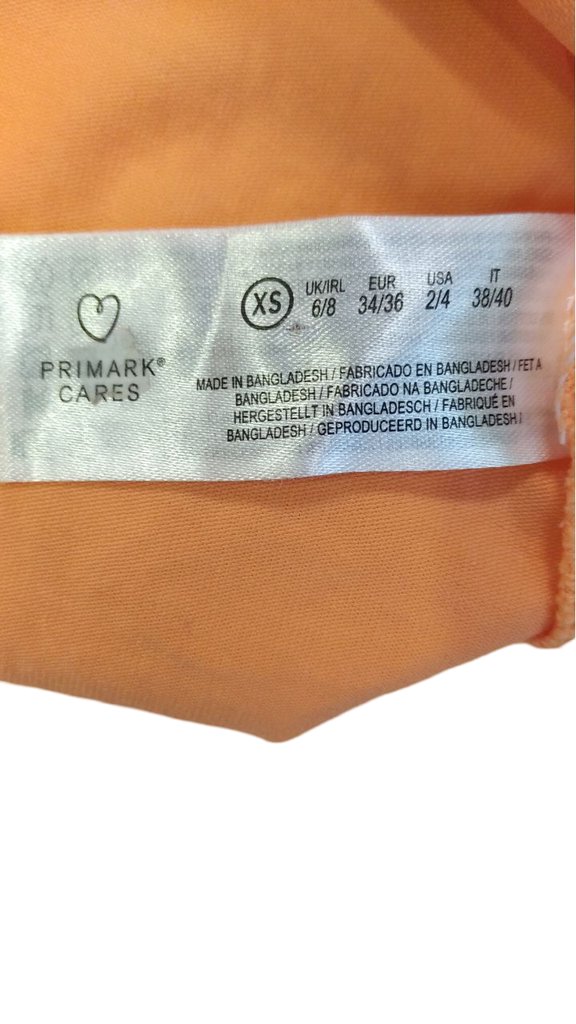 PRIMARK®
CARES
XS
UK/IRL EUR USA IT
6/8 34/36 2/4 38/40
MADE IN BANGLADESH / FABRICADO EN BANGLADESH / FET A
BANGLADESH / FABRICADO NA BANGLADECHE /
HERGESTELLT IN BANGLADESCH / FABRIQUÉ EN
BANGLADESH / GEPRODUCEERD IN BANGLADESH /